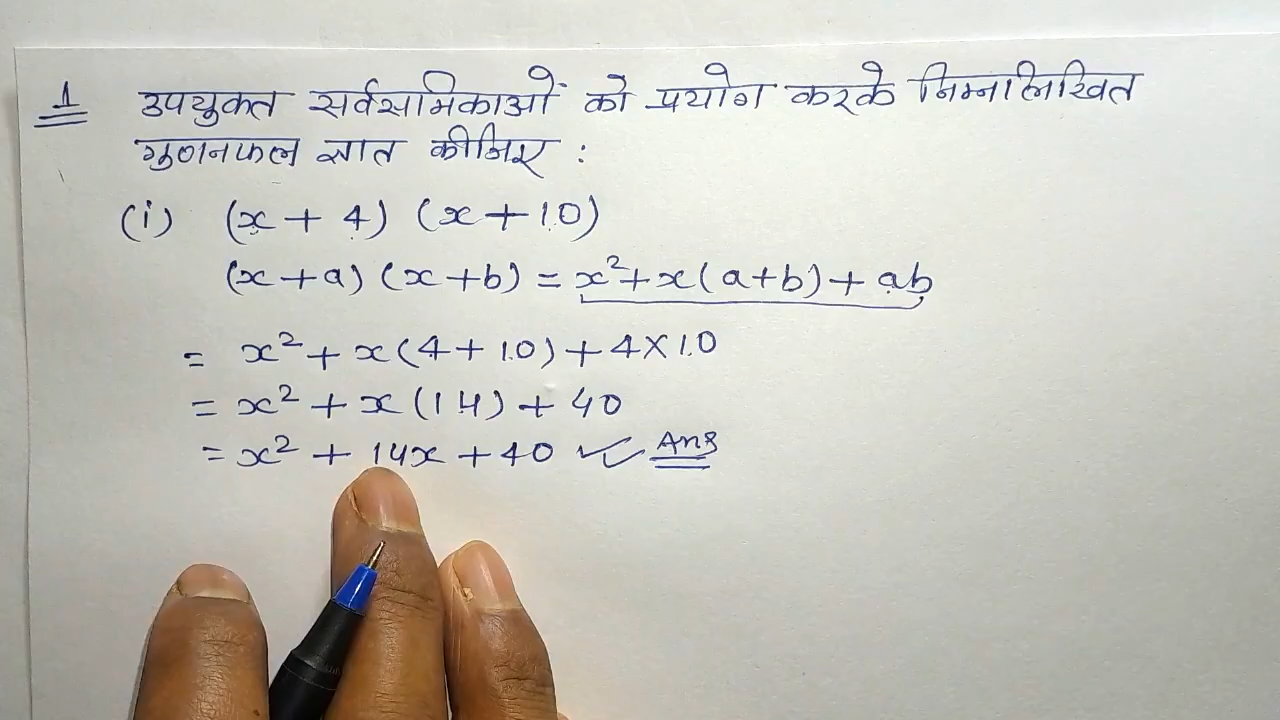 1 उपयुक्त सर्वसमिकाओं को प्रयोग करके निम्नलिखित
गुणनफल ज्ञात कीजिए :
(i) (x + 4) (x + 10)
(x + a) (x + b) = x² + x(a + b) + ab
= x² + x(4 + 10) + 4 × 10
= x² + x(14) + 40
= x² + 14x + 40 ✓ Ans